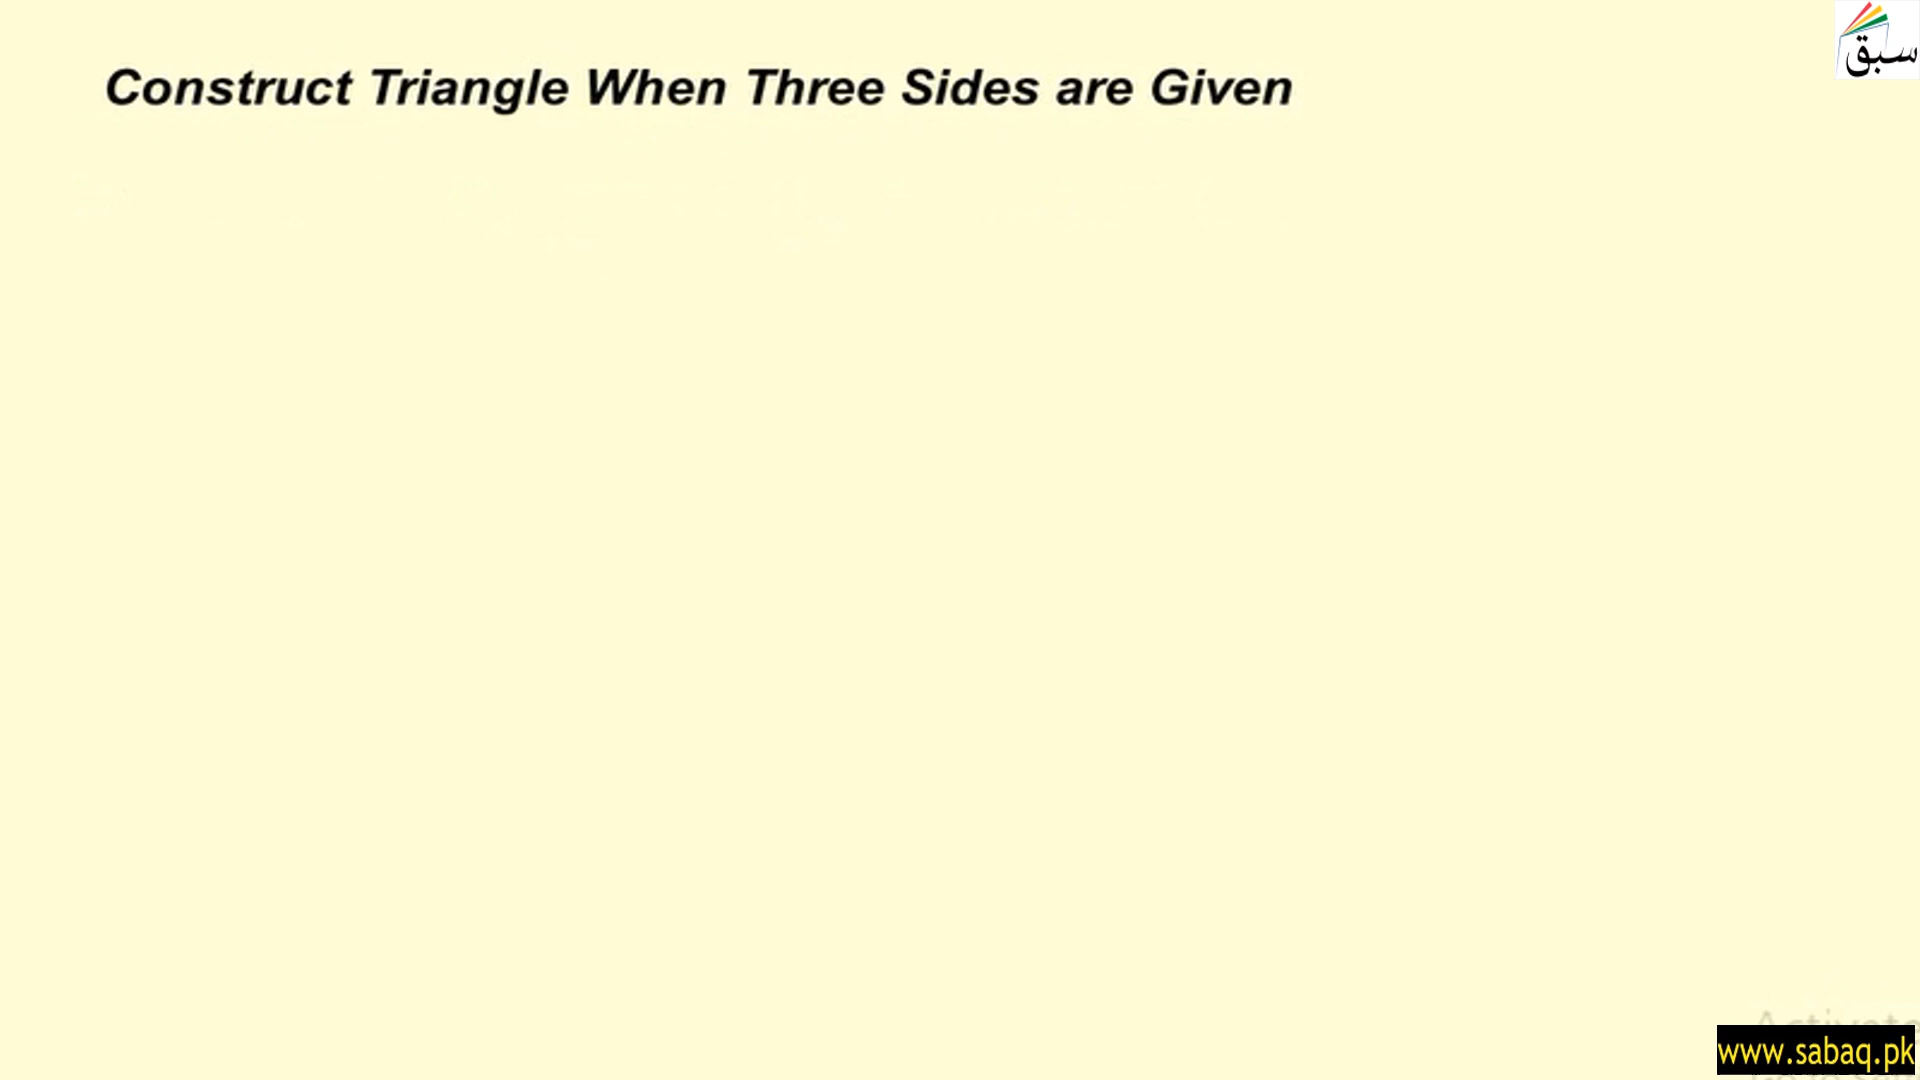 Construct Triangle When Three Sides are Given
سبق
www.sabaq.pk